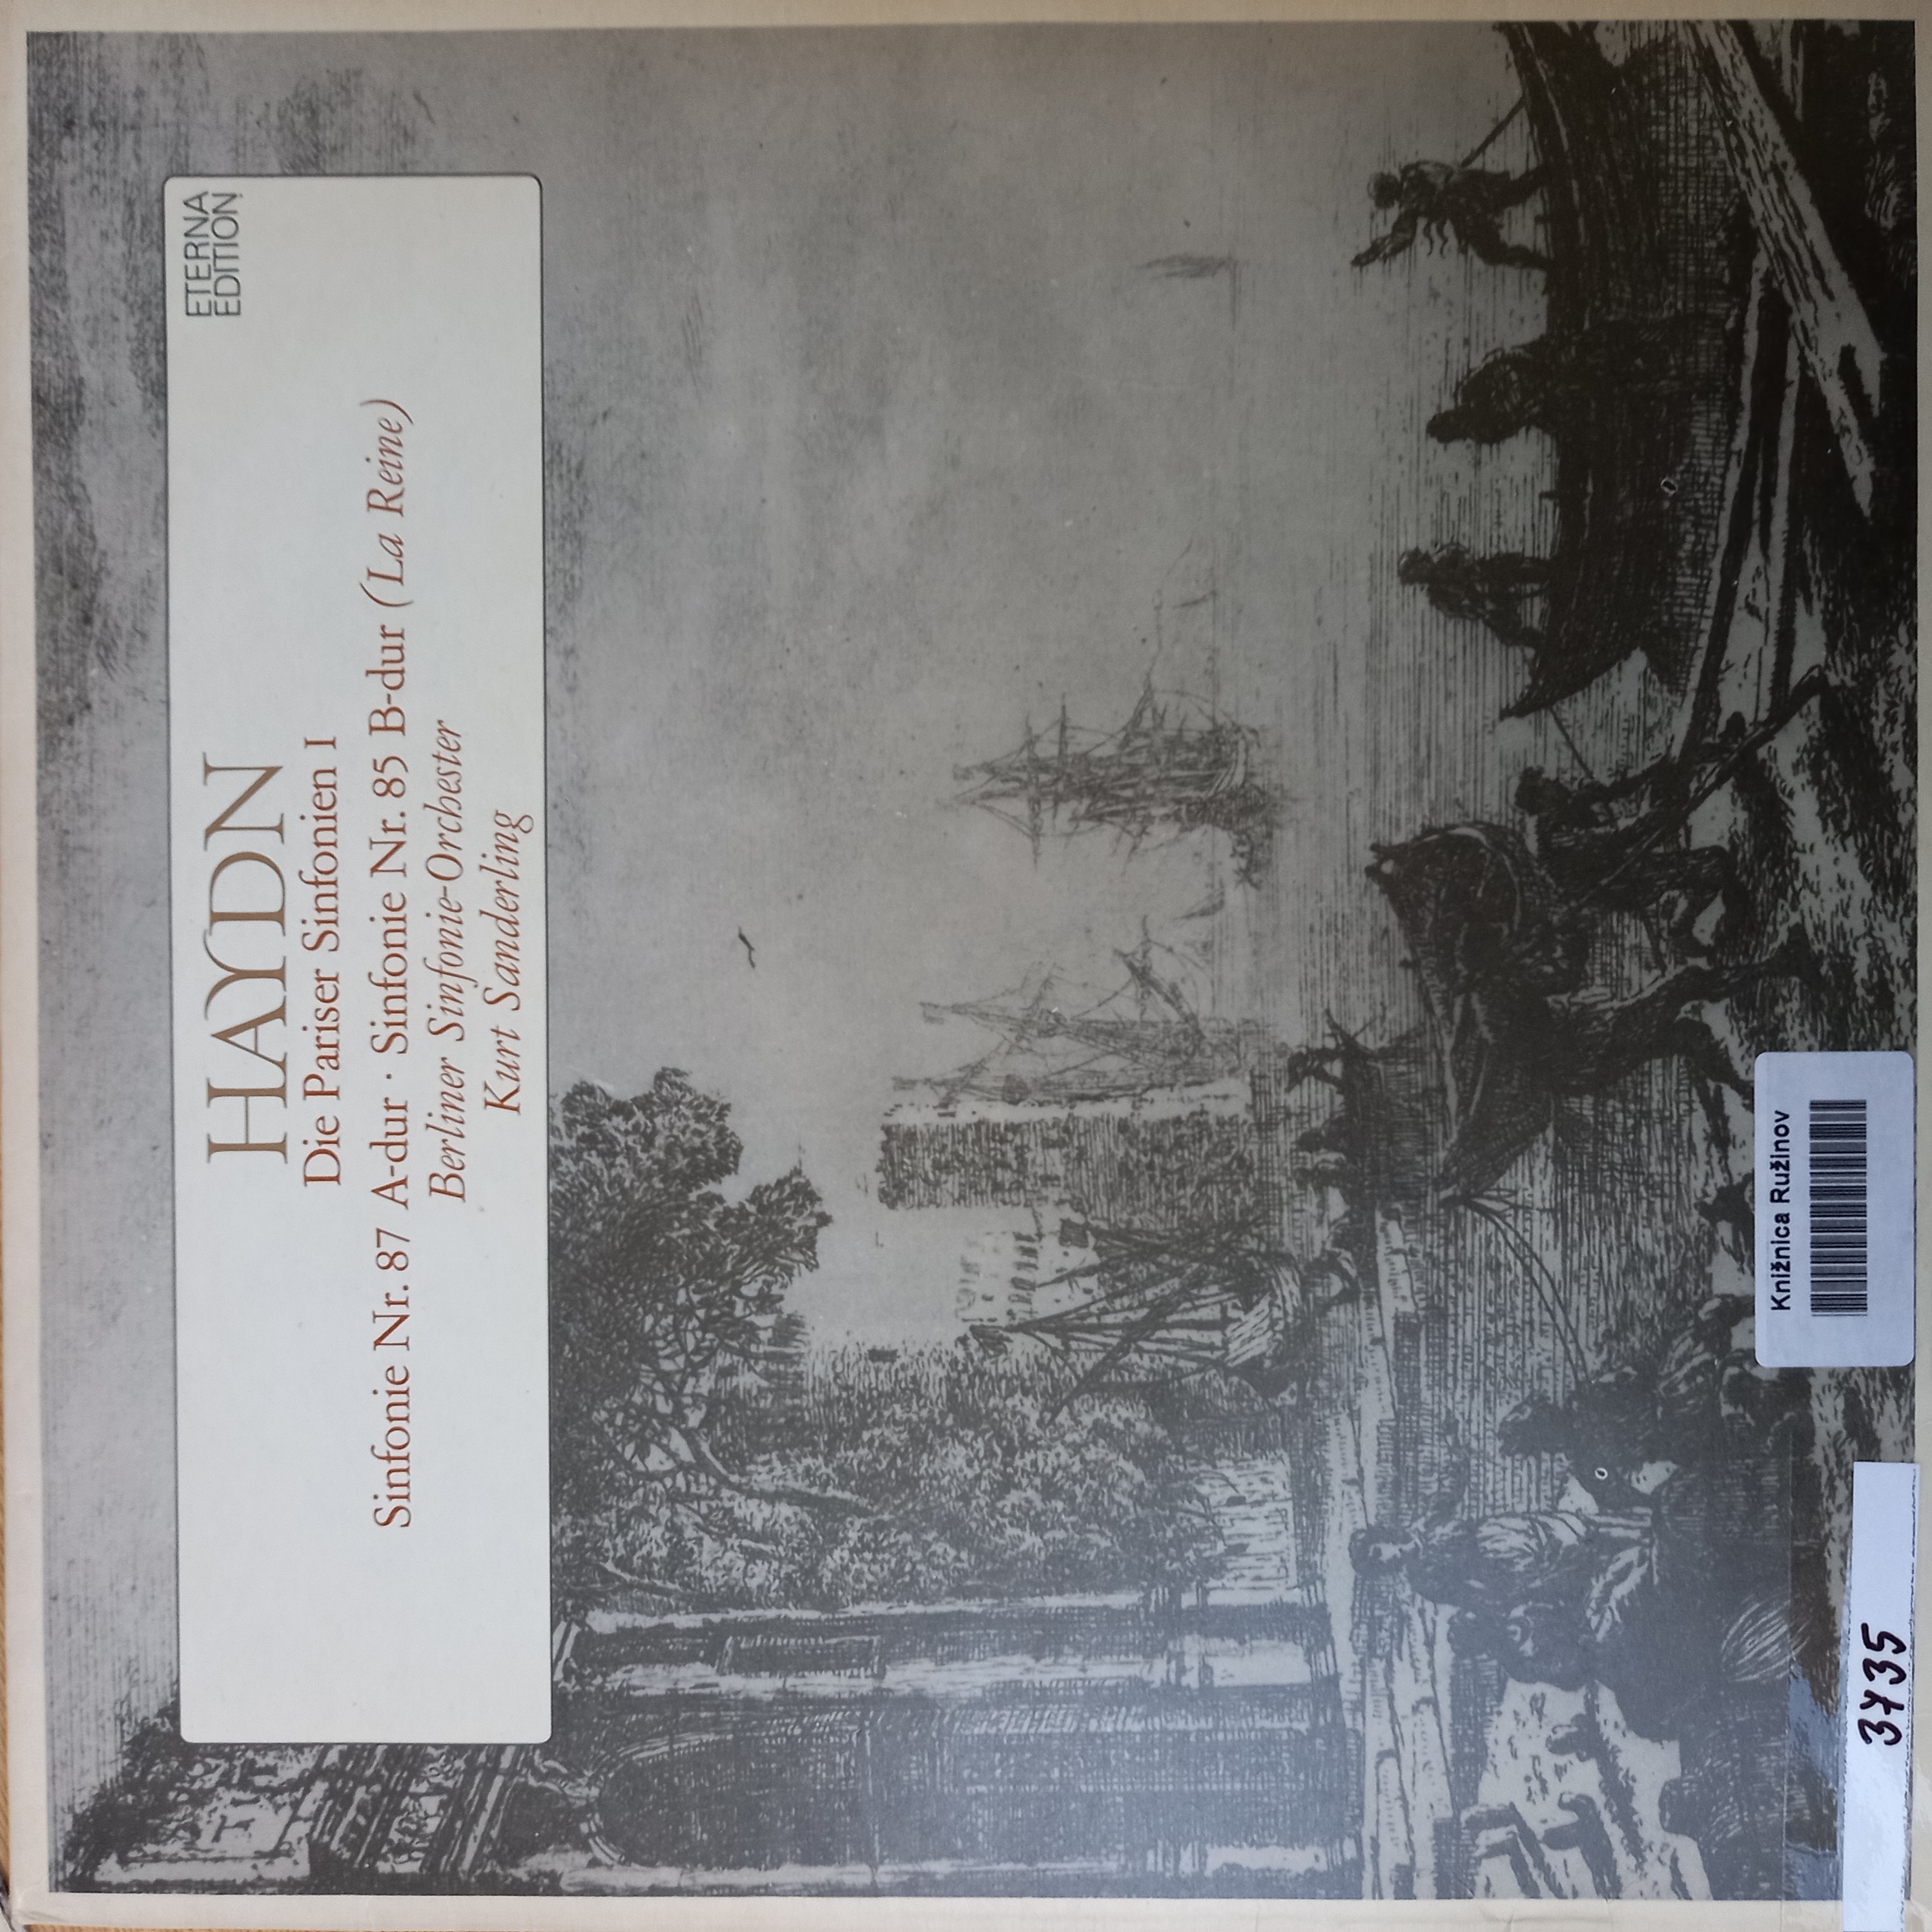 ETERNA
EDITION
HAYDN
Die Pariser Sinfonien I
Sinfonie Nr. 87 A-dur · Sinfonie Nr. 85 B-dur (La Reine)
Berliner Sinfonie-Orchester
Kurt Sanderling
Knižnica Ružinov
3435